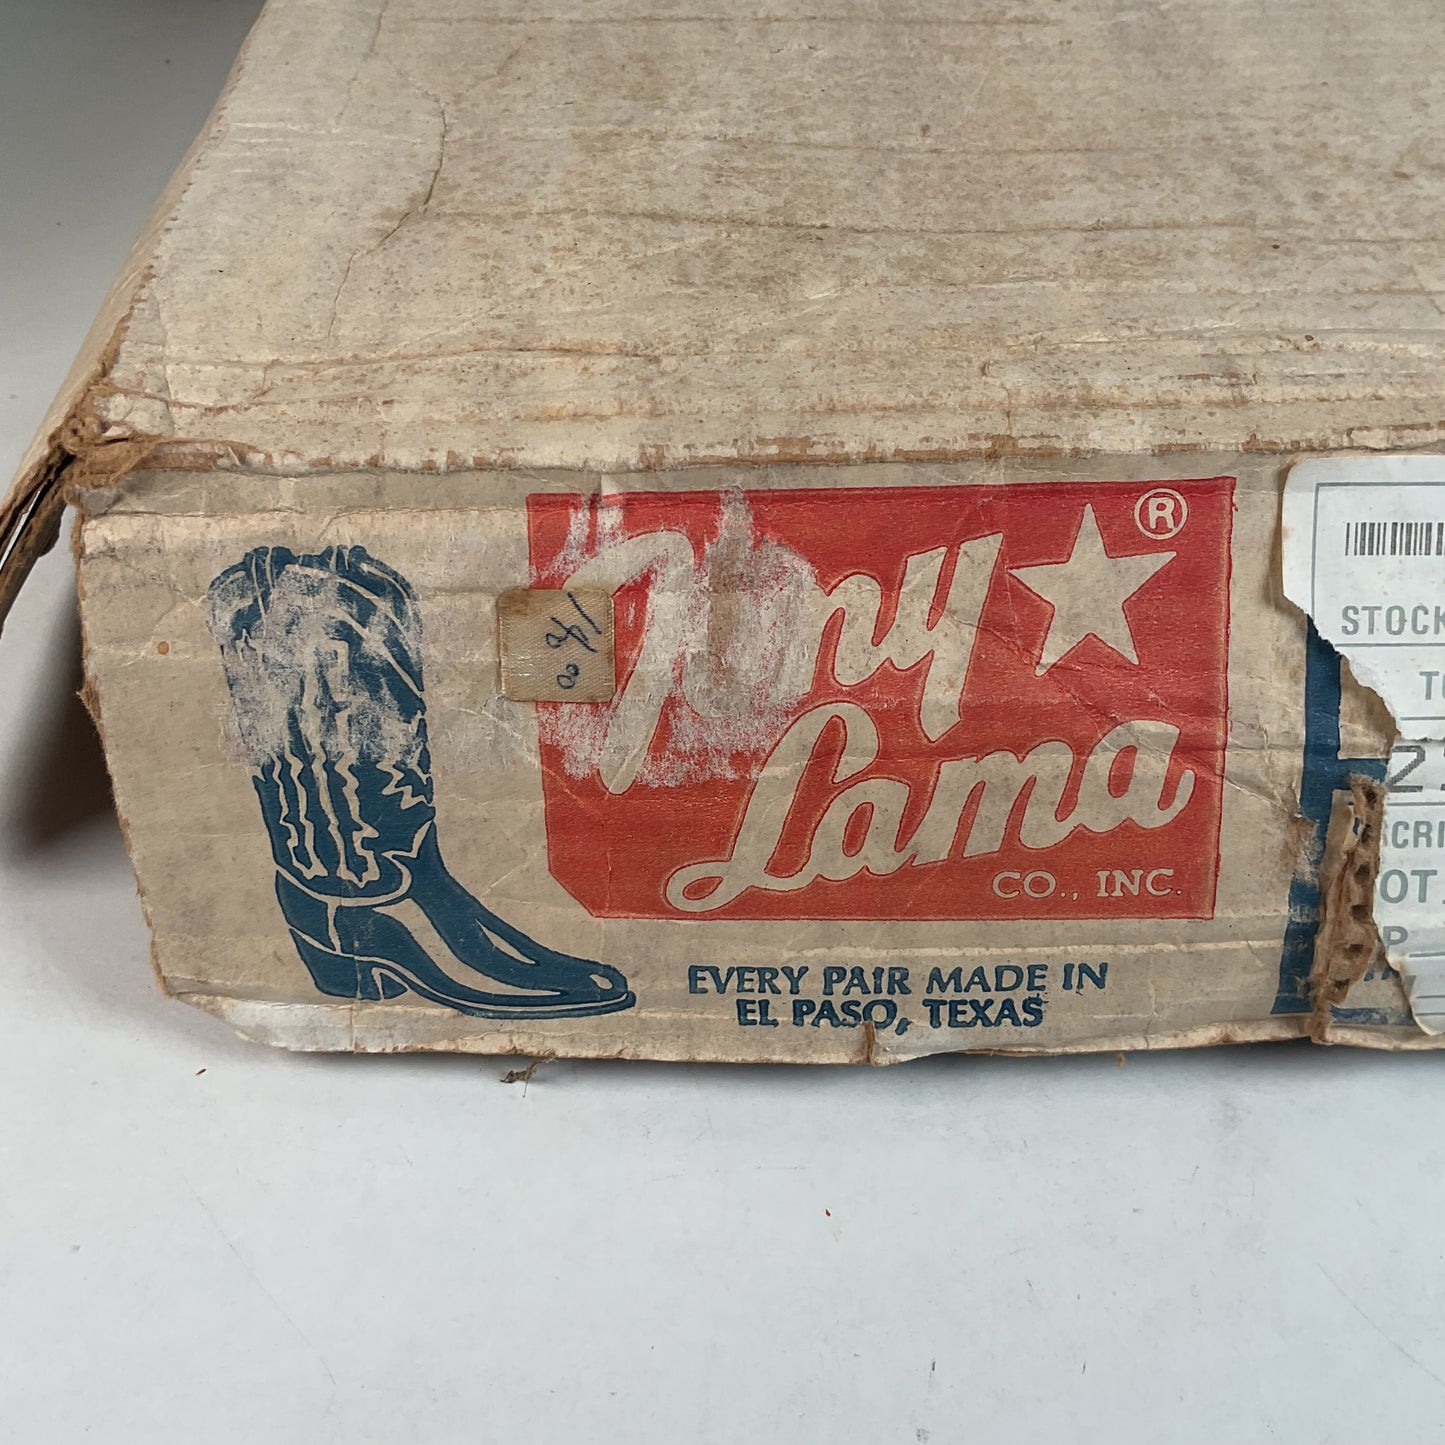 Tony
Lama
®
CO., INC.
EVERY PAIR MADE IN
EL PASO, TEXAS
STOCK